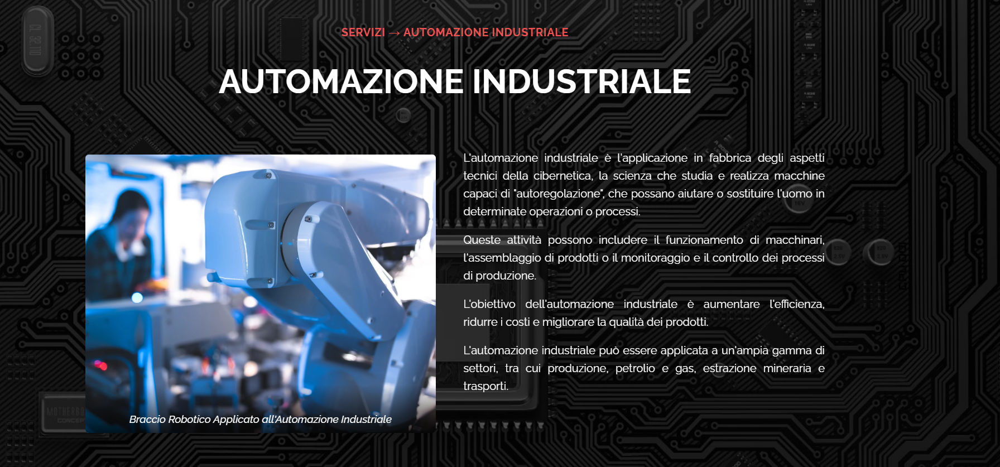 SERVIZI → AUTOMAZIONE INDUSTRIALE
AUTOMAZIONE INDUSTRIALE
L'automazione industriale è l'applicazione in fabbrica degli aspetti
tecnici della cibernetica, la scienza che studia e realizza macchine
capaci di "autoregolazione", che possano aiutare o sostituire l'uomo in
determinate operazioni o processi.
Queste attività possono includere il funzionamento di macchinari,
l'assemblaggio di prodotti o il monitoraggio e il controllo dei processi
di produzione.
L'obiettivo dell'automazione industriale è aumentare l'efficienza,
ridurre i costi e migliorare la qualità dei prodotti.
L'automazione industriale può essere applicata a un'ampia gamma di
settori, tra cui produzione, petrolio e gas, estrazione mineraria e
trasporti.
Braccio Robotico Applicato all'Automazione Industriale